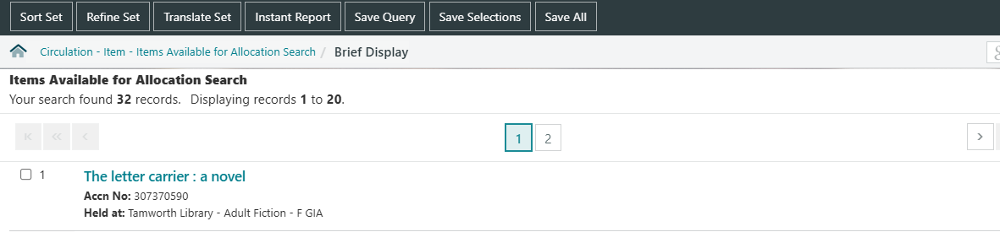 Sort Set Refine Set Translate Set Instant Report Save Query Save Selections Save All
Circulation - Item - Items Available for Allocation Search / Brief Display
Items Available for Allocation Search
Your search found 32 records. Displaying records 1 to 20.
1 2
1 The letter carrier : a novel
Accn No: 307370590
Held at: Tamworth Library - Adult Fiction - F GIA